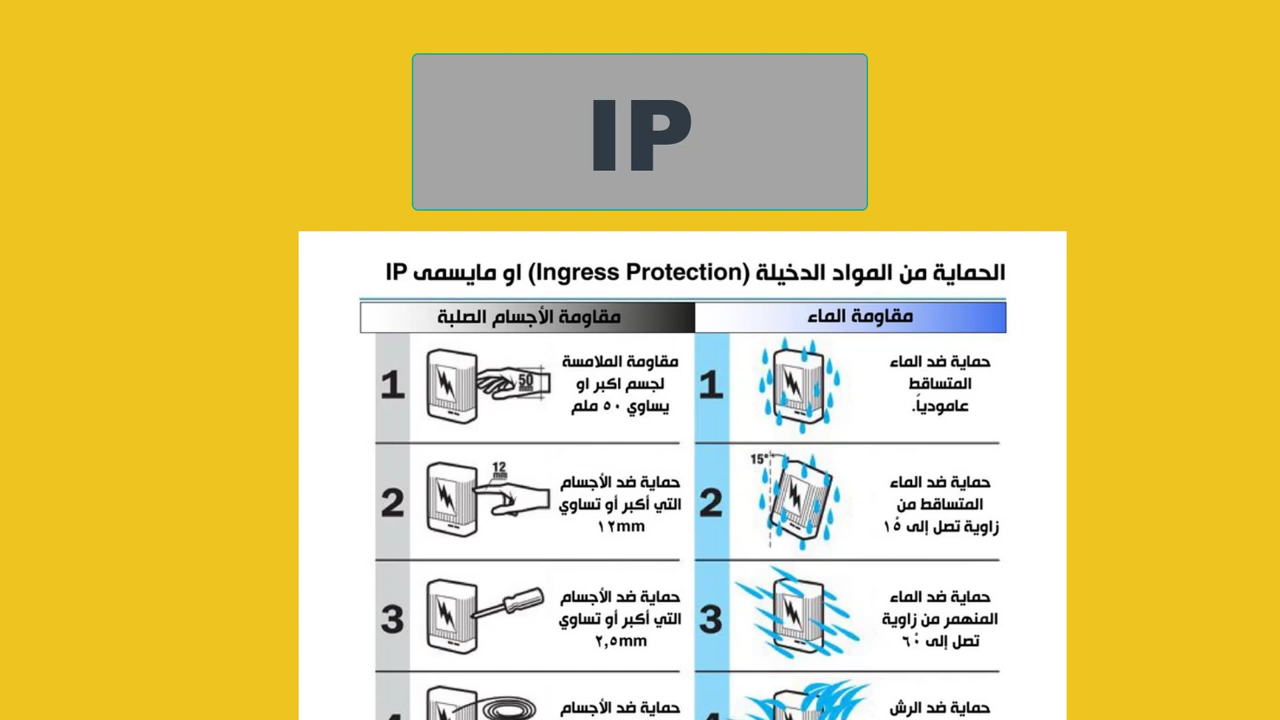 IP
الحماية من المواد الدخيلة (Ingress Protection) او مايسمى IP
مقاومة الماء
مقاومة الأجسام الصلبة
حماية ضد الماء
المتساقط
عامودياً.
1
مقاومة الملامسة
لجسم اكبر او
يساوي ٥٠ ملم
50
mm
1
حماية ضد الماء
المتساقط من
زاوية تصل إلى ١٥°
15°
2
حماية ضد الأجسام
التي أكبر أو تساوي
١٢mm
12
mm
2
حماية ضد الماء
المنهمر من زاوية
تصل إلى ٦٠°
3
حماية ضد الأجسام
التي أكبر أو تساوي
٢,٥mm
3
حماية ضد الرش
حماية ضد الأجسام